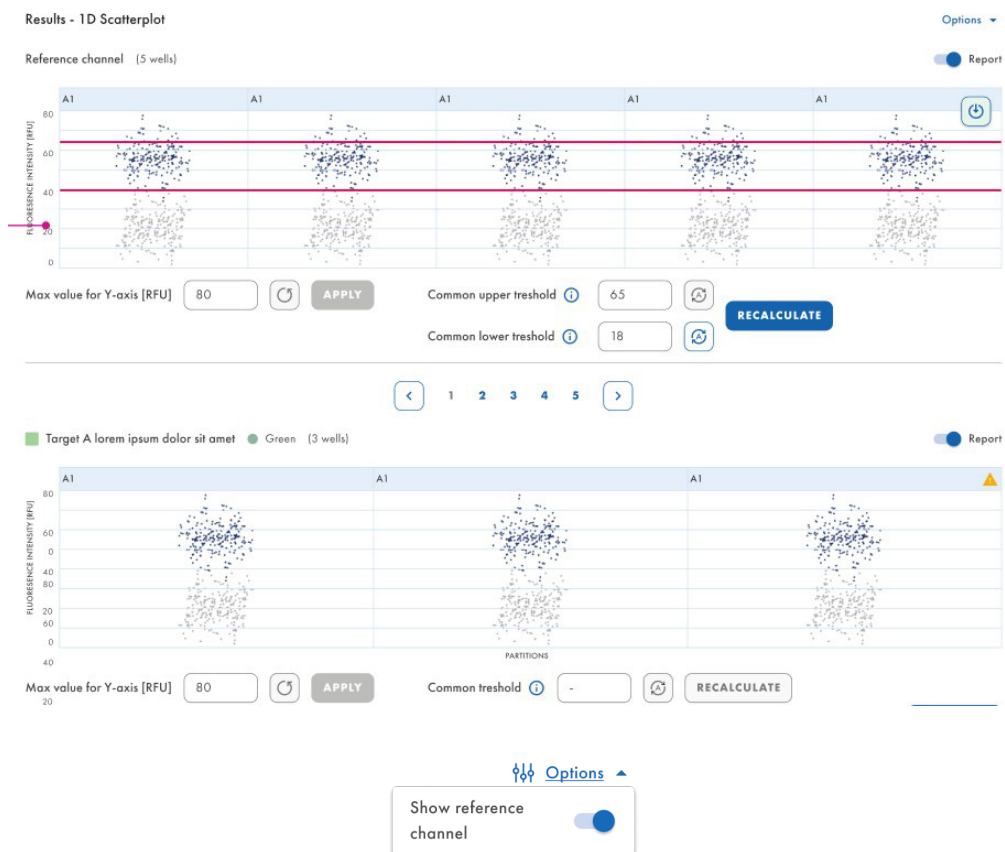 Results - 1D Scatterplot
Options
Reference channel (5 wells)
Report
A1 A1 A1 A1 A1
FLUORESENCE INTENSITY [RFU]
80
60
40
20
0
Max value for Y-axis [RFU] 80 APPLY
Common upper treshold i 65 A
RECALCULATE
Common lower treshold i 18 A
1 2 3 4 5
Target A lorem ipsum dolor sit amet Green (3 wells)
Report
A1 A1 A1
FLUORESENCE INTENSITY [RFU]
80
60
0
40
80
20
60
0
40
PARTITIONS
Max value for Y-axis [RFU] 80 APPLY
Common treshold i - A RECALCULATE
20
Options
Show reference
channel